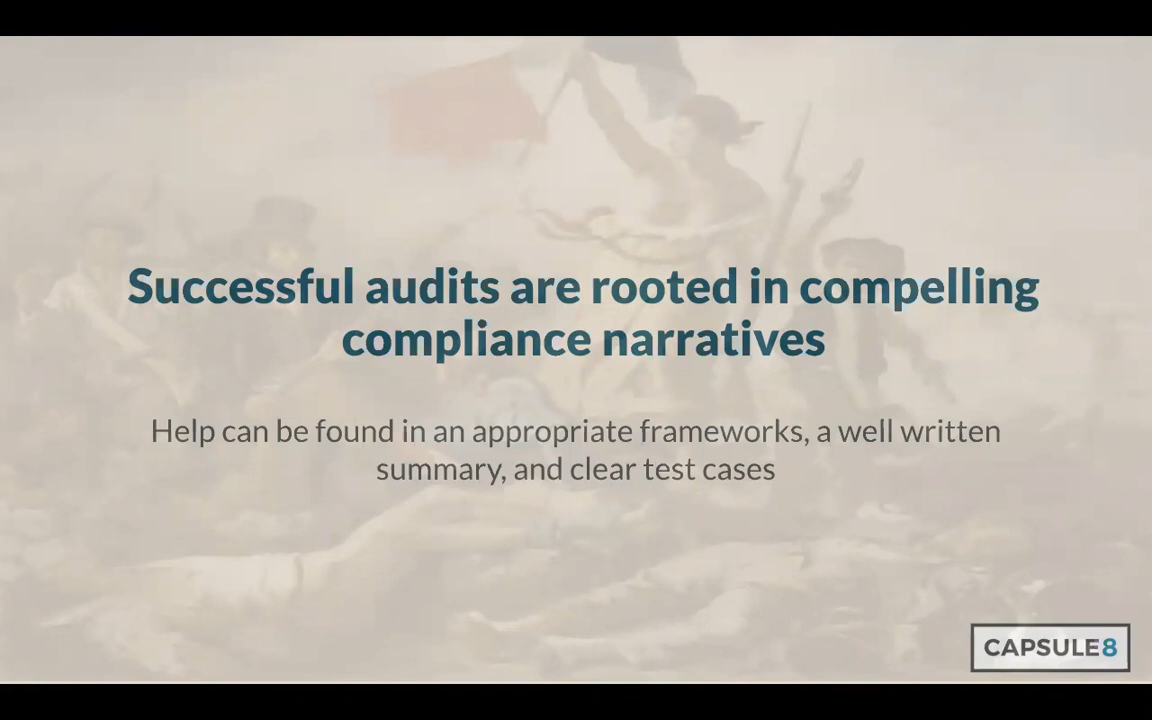 Successful audits are rooted in compelling
compliance narratives
Help can be found in an appropriate frameworks, a well written
summary, and clear test cases
CAPSULE8